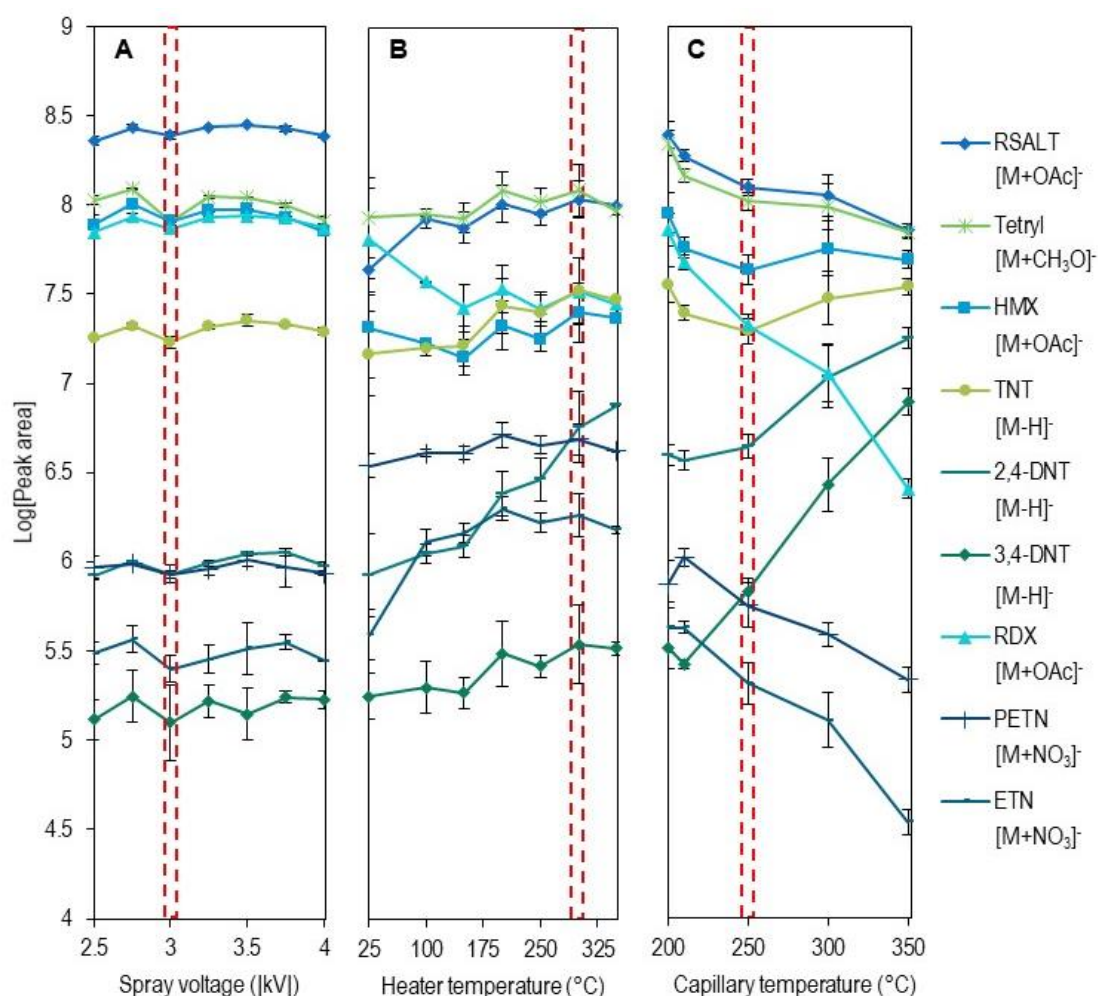 A
B
C
9
8.5
8
7.5
7
6.5
6
5.5
5
4.5
4
Log[Peak area]
2.5 3 3.5 4
25 100 175 250 325
200 250 300 350
Spray voltage (|kV|)
Heater temperature (°C)
Capillary temperature (°C)
RSALT
[M+OAc]-
Tetryl
[M+CH₃O]-
HMX
[M+OAc]-
TNT
[M-H]-
2,4-DNT
[M-H]-
3,4-DNT
[M-H]-
RDX
[M+OAc]-
PETN
[M+NO₃]-
ETN
[M+NO₃]-